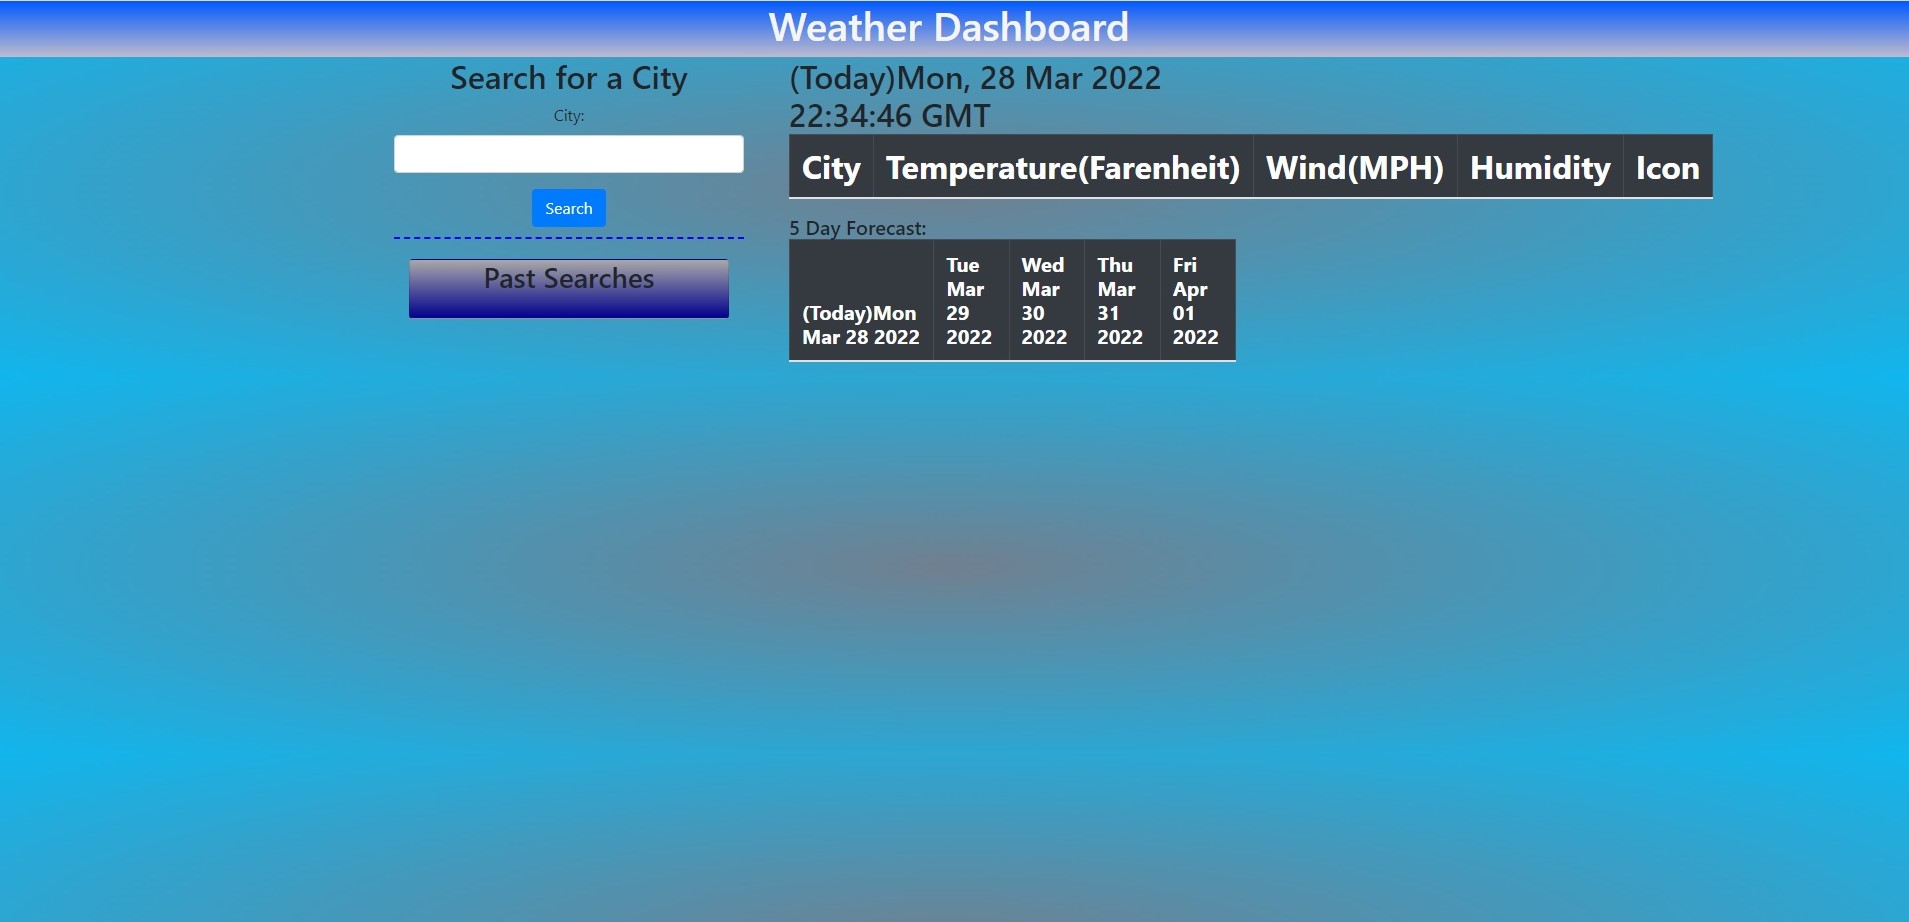 Weather Dashboard
Search for a City
City:
Search
Past Searches
(Today)Mon, 28 Mar 2022
22:34:46 GMT
City Temperature(Farenheit) Wind(MPH) Humidity Icon
5 Day Forecast:
(Today)Mon
Mar 28 2022
Tue
Mar
29
2022
Wed
Mar
30
2022
Thu
Mar
31
2022
Fri
Apr
01
2022